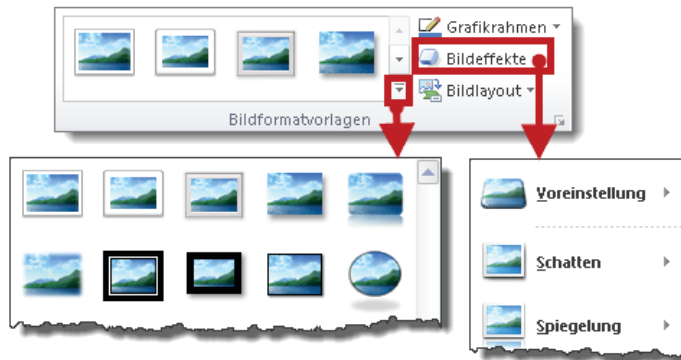 Grafikrahmen
Bildeffekte
Bildlayout
Bildformatvorlagen
Voreinstellung
Schatten
Spiegelung